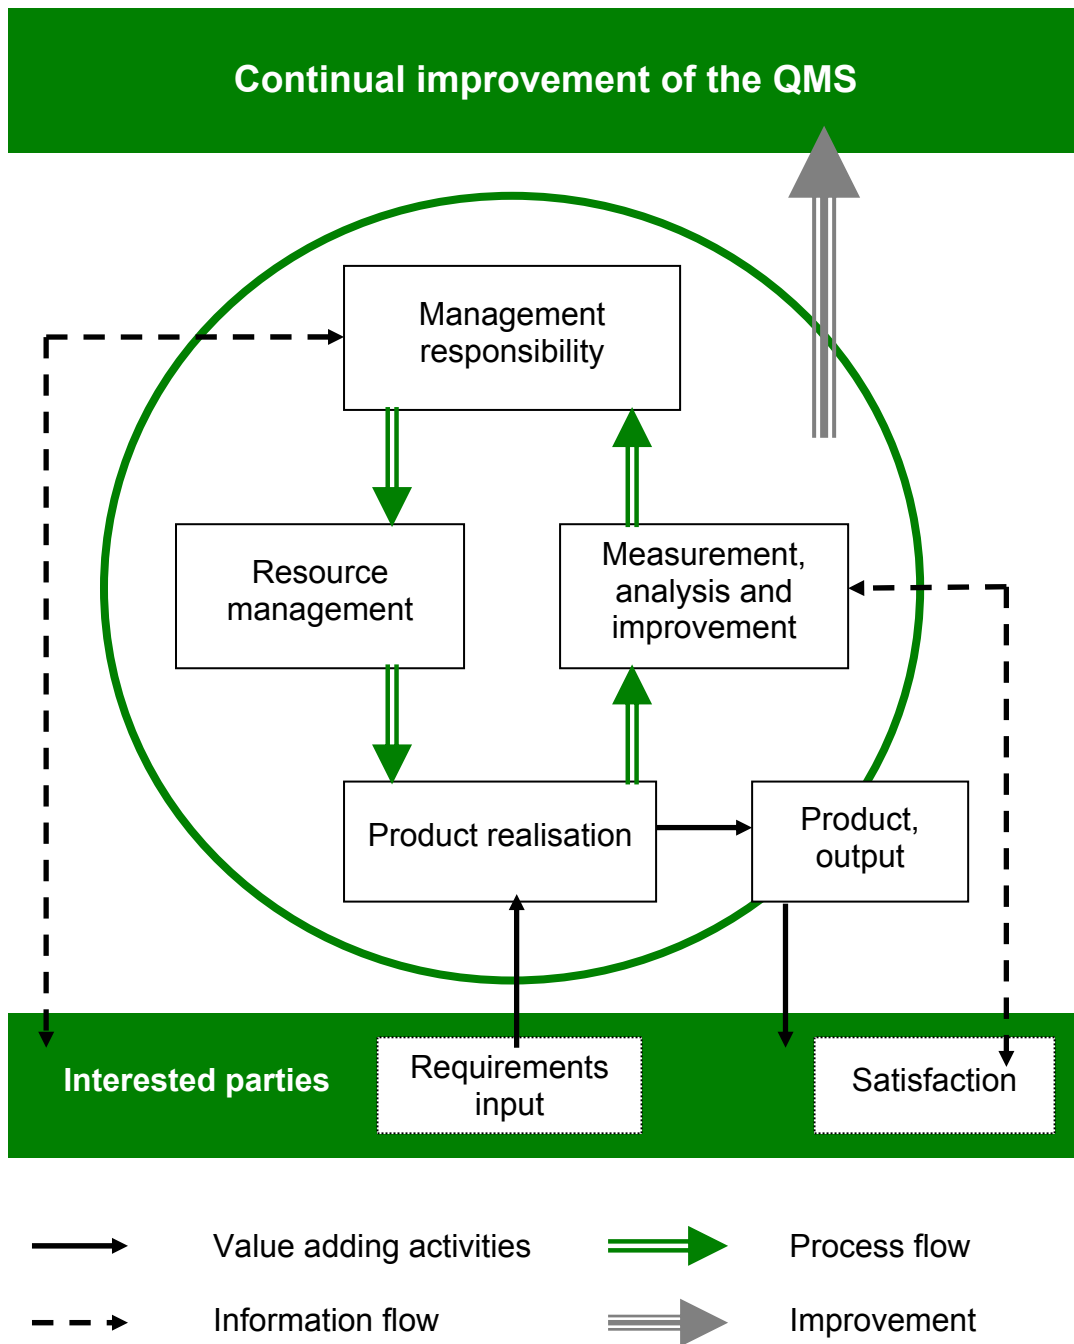 Continual improvement of the QMS
Management
responsibility
Resource
management
Measurement,
analysis and
improvement
Product realisation
Product,
output
Interested parties
Requirements
input
Satisfaction
Value adding activities
Process flow
Information flow
Improvement